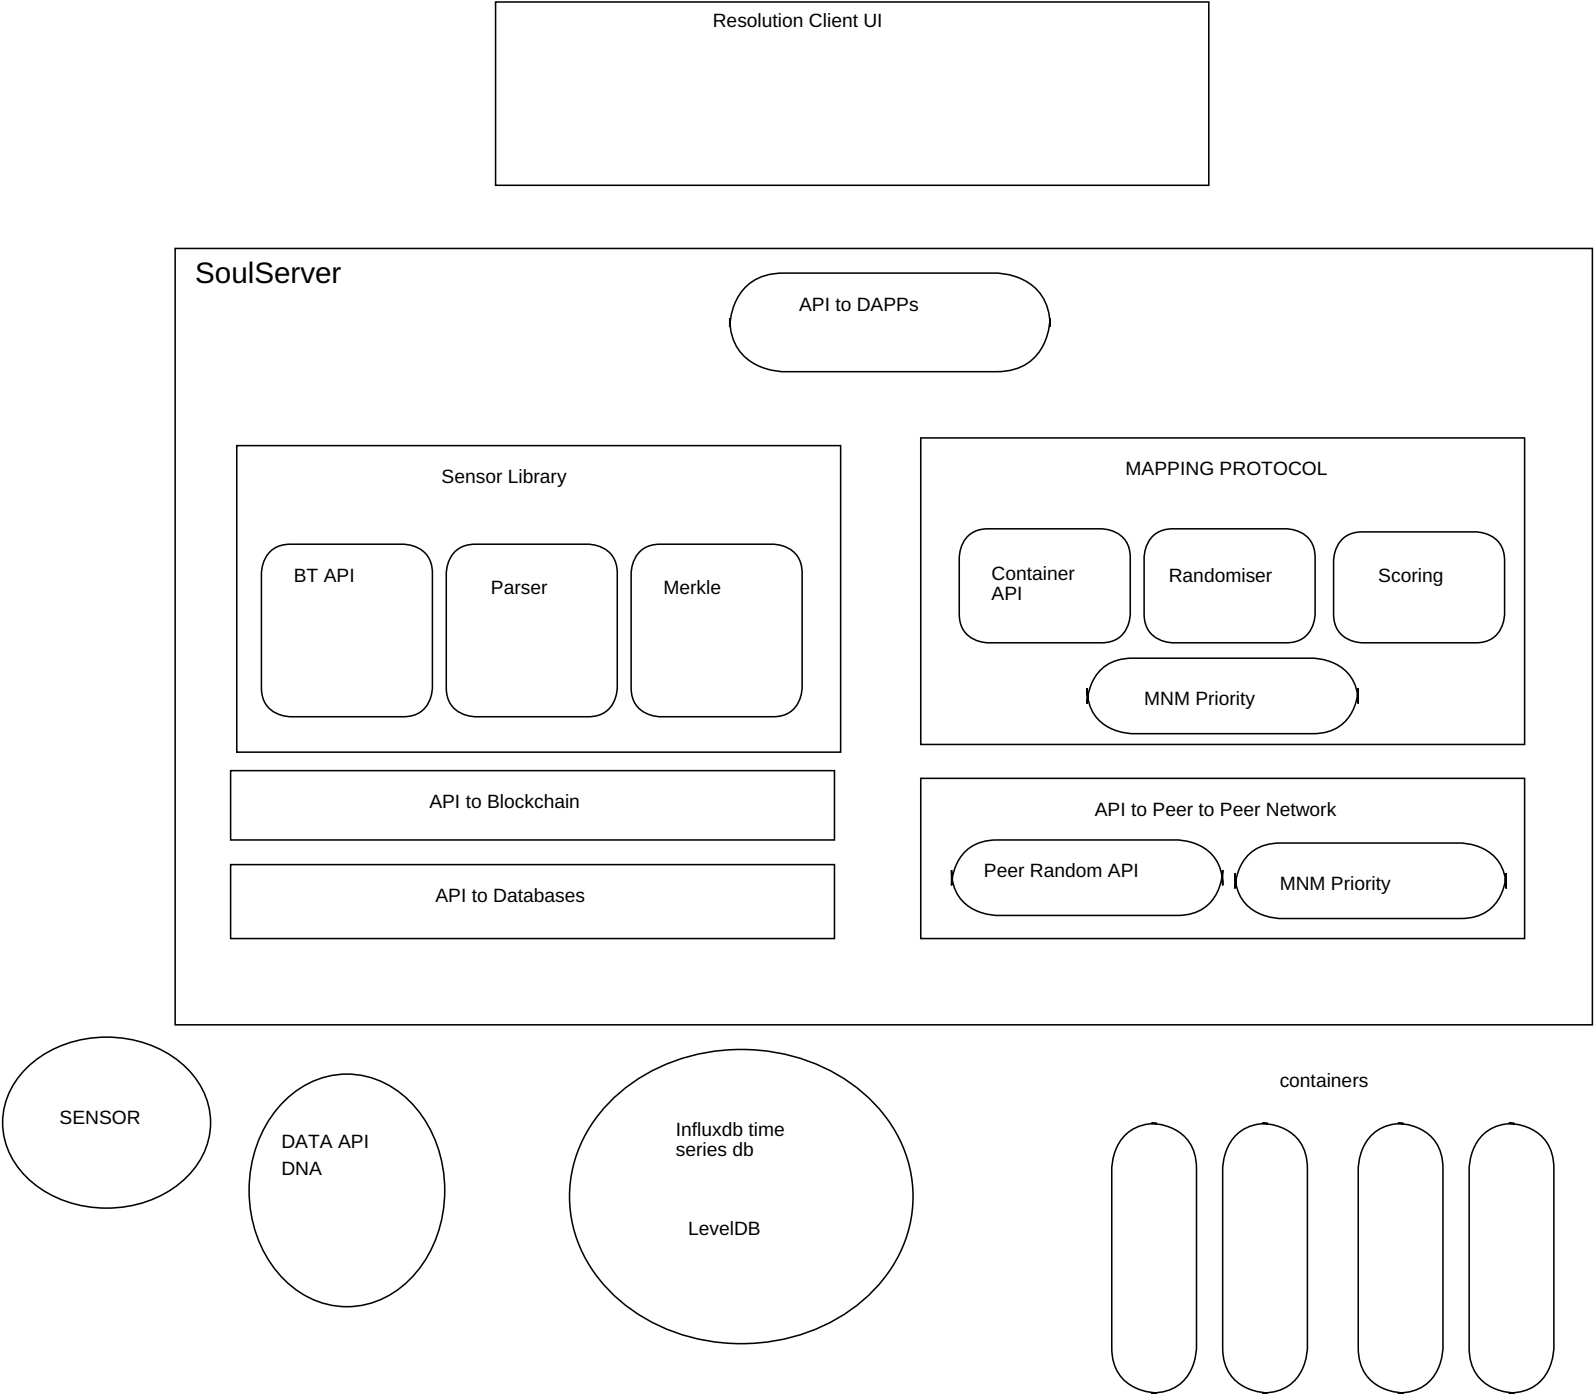 Resolution Client UI
SoulServer
API to DAPPs
Sensor Library
BT API
Parser
Merkle
MAPPING PROTOCOL
Container
API
Randomiser
Scoring
MNM Priority
API to Blockchain
API to Databases
API to Peer to Peer Network
Peer Random API
MNM Priority
SENSOR
DATA API
DNA
Influxdb time
series db
LevelDB
containers